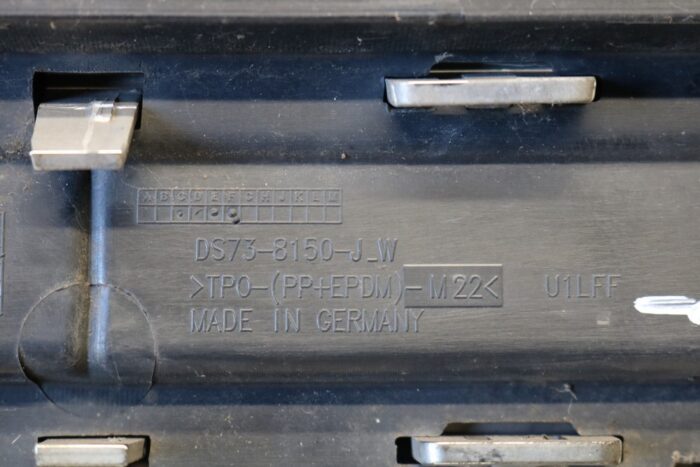 A B C D E F G H J K L M
DS73-8150-J_W
>TPO-(PP+EPDM)-M22< U1LFF
MADE IN GERMANY